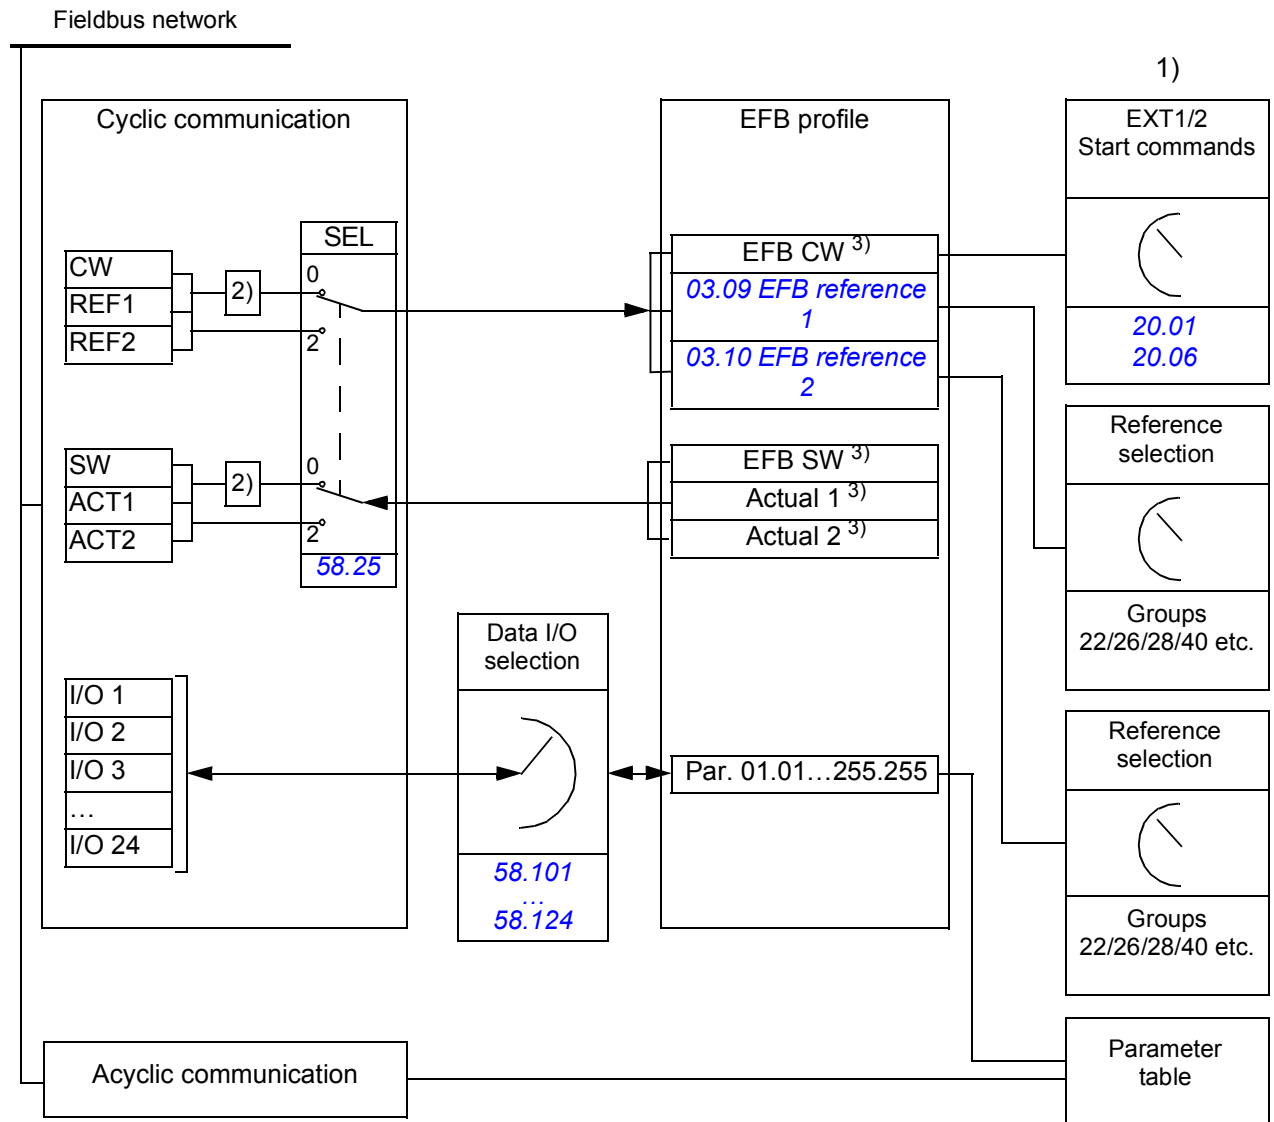 Fieldbus network
1)
Cyclic communication
EFB profile
EXT1/2
Start commands
SEL
CW
REF1
REF2
2)
0
2
EFB CW 3)
03.09 EFB reference
1
03.10 EFB reference
2
20.01
20.06
SW
ACT1
ACT2
2)
0
2
58.25
EFB SW 3)
Actual 1 3)
Actual 2 3)
Reference
selection
Groups
22/26/28/40 etc.
Data I/O
selection
I/O 1
I/O 2
I/O 3
…
I/O 24
58.101
…
58.124
Par. 01.01…255.255
Reference
selection
Groups
22/26/28/40 etc.
Acyclic communication
Parameter
table